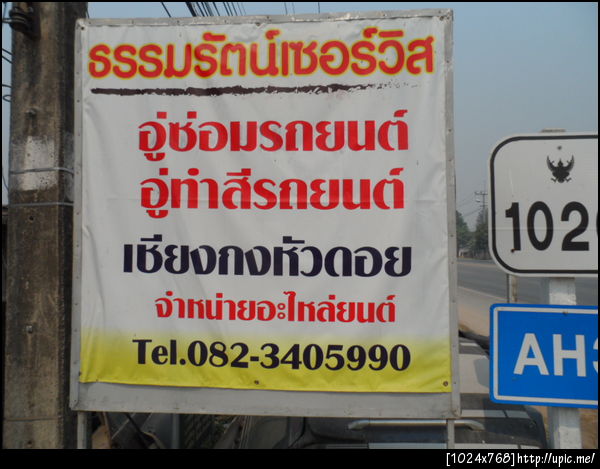 ธรรมรัตน์เซอร์วิส
อู่ซ่อมรถยนต์
อู่ทำสีรถยนต์
เชียงกงหัวดอย
จำหน่ายอะไหล่ยนต์
Tel.082-3405990
1020
AH3
[1024x768]http://upic.me/